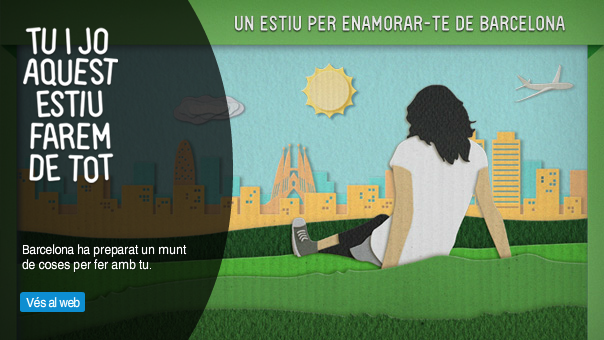 UN ESTIU PER ENAMORAR-TE DE BARCELONA
TU I JO
AQUEST
ESTIU
FAREM
DE TOT
Barcelona ha preparat un munt
de coses per fer amb tu.
Vés al web